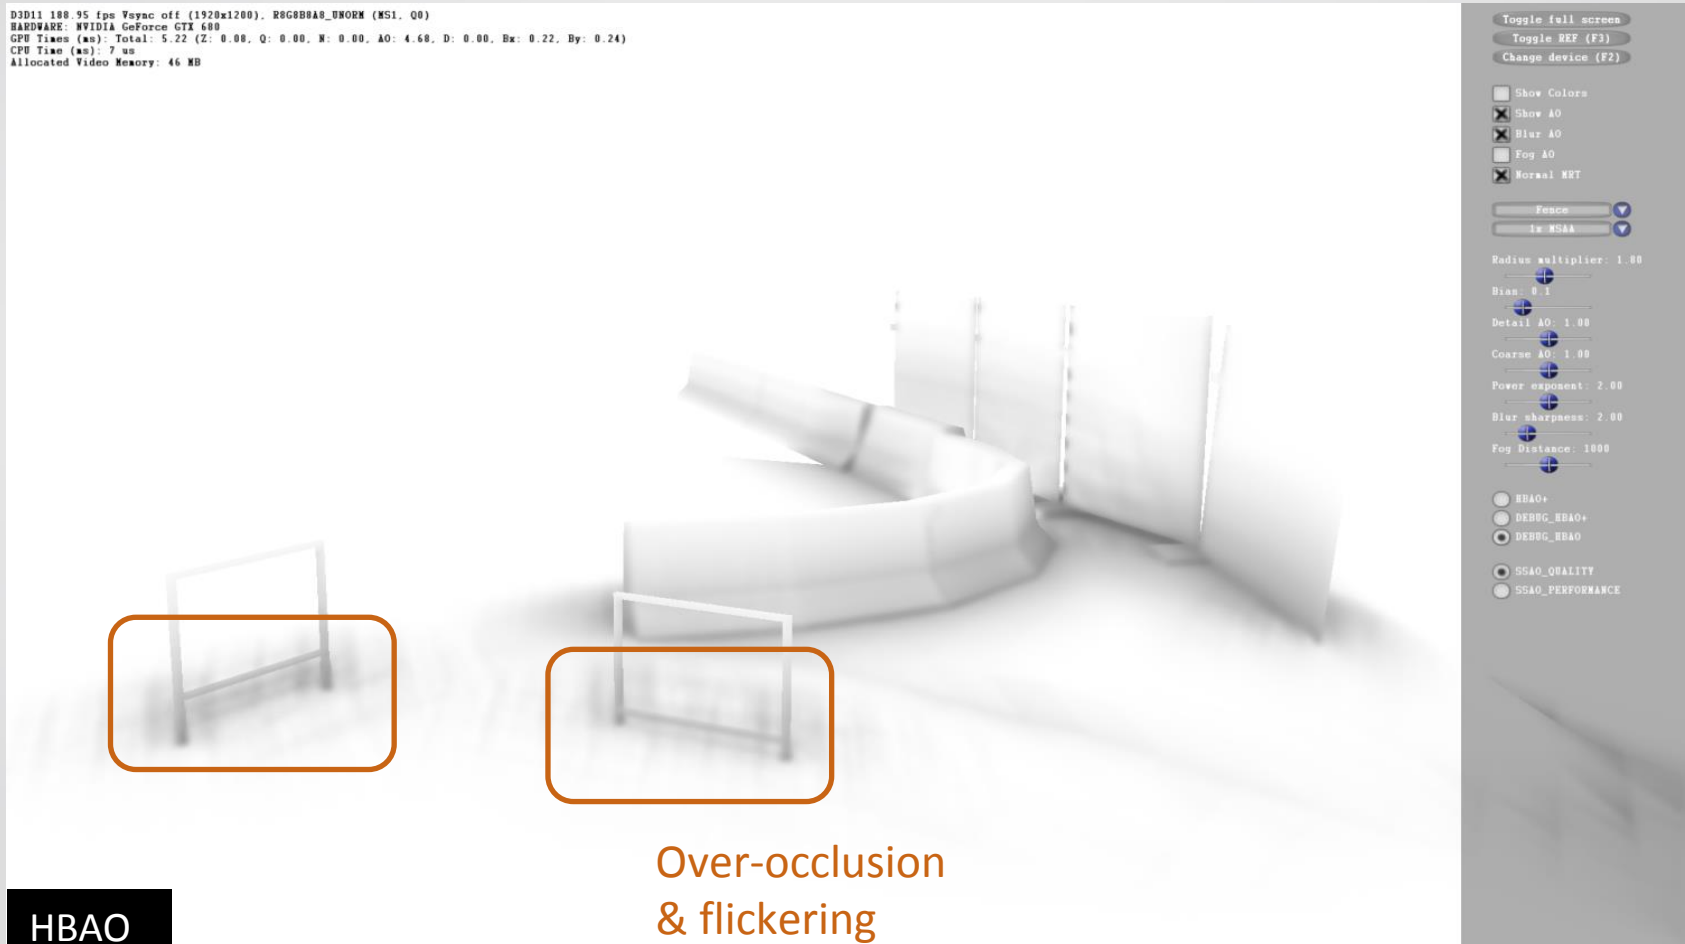 D3D11 188.95 fps Vsync off (1920x1200), R8G8B8A8_UNORM (MS1, Q0)
HARDWARE: NVIDIA GeForce GTX 680
GPU Times (ms): Total: 5.22 (Z: 0.08, Q: 0.00, N: 0.00, AO: 4.68, D: 0.00, Bx: 0.22, By: 0.24)
CPU Time (ms): 7 us
Allocated Video Memory: 46 MB
Toggle full screen
Toggle REF (F3)
Change device (F2)
Show Colors
Show AO
Blur AO
Fog AO
Normal MRT
Fence
1x MSAA
Radius multiplier: 1.80
Bias: 0.1
Detail AO: 1.00
Coarse AO: 1.00
Power exponent: 2.00
Blur sharpness: 2.00
Fog Distance: 1000
HBAO+
DEBUG_HBAO+
DEBUG_HBAO
SSAO_QUALITY
SSAO_PERFORMANCE
Over-occlusion
& flickering
HBAO